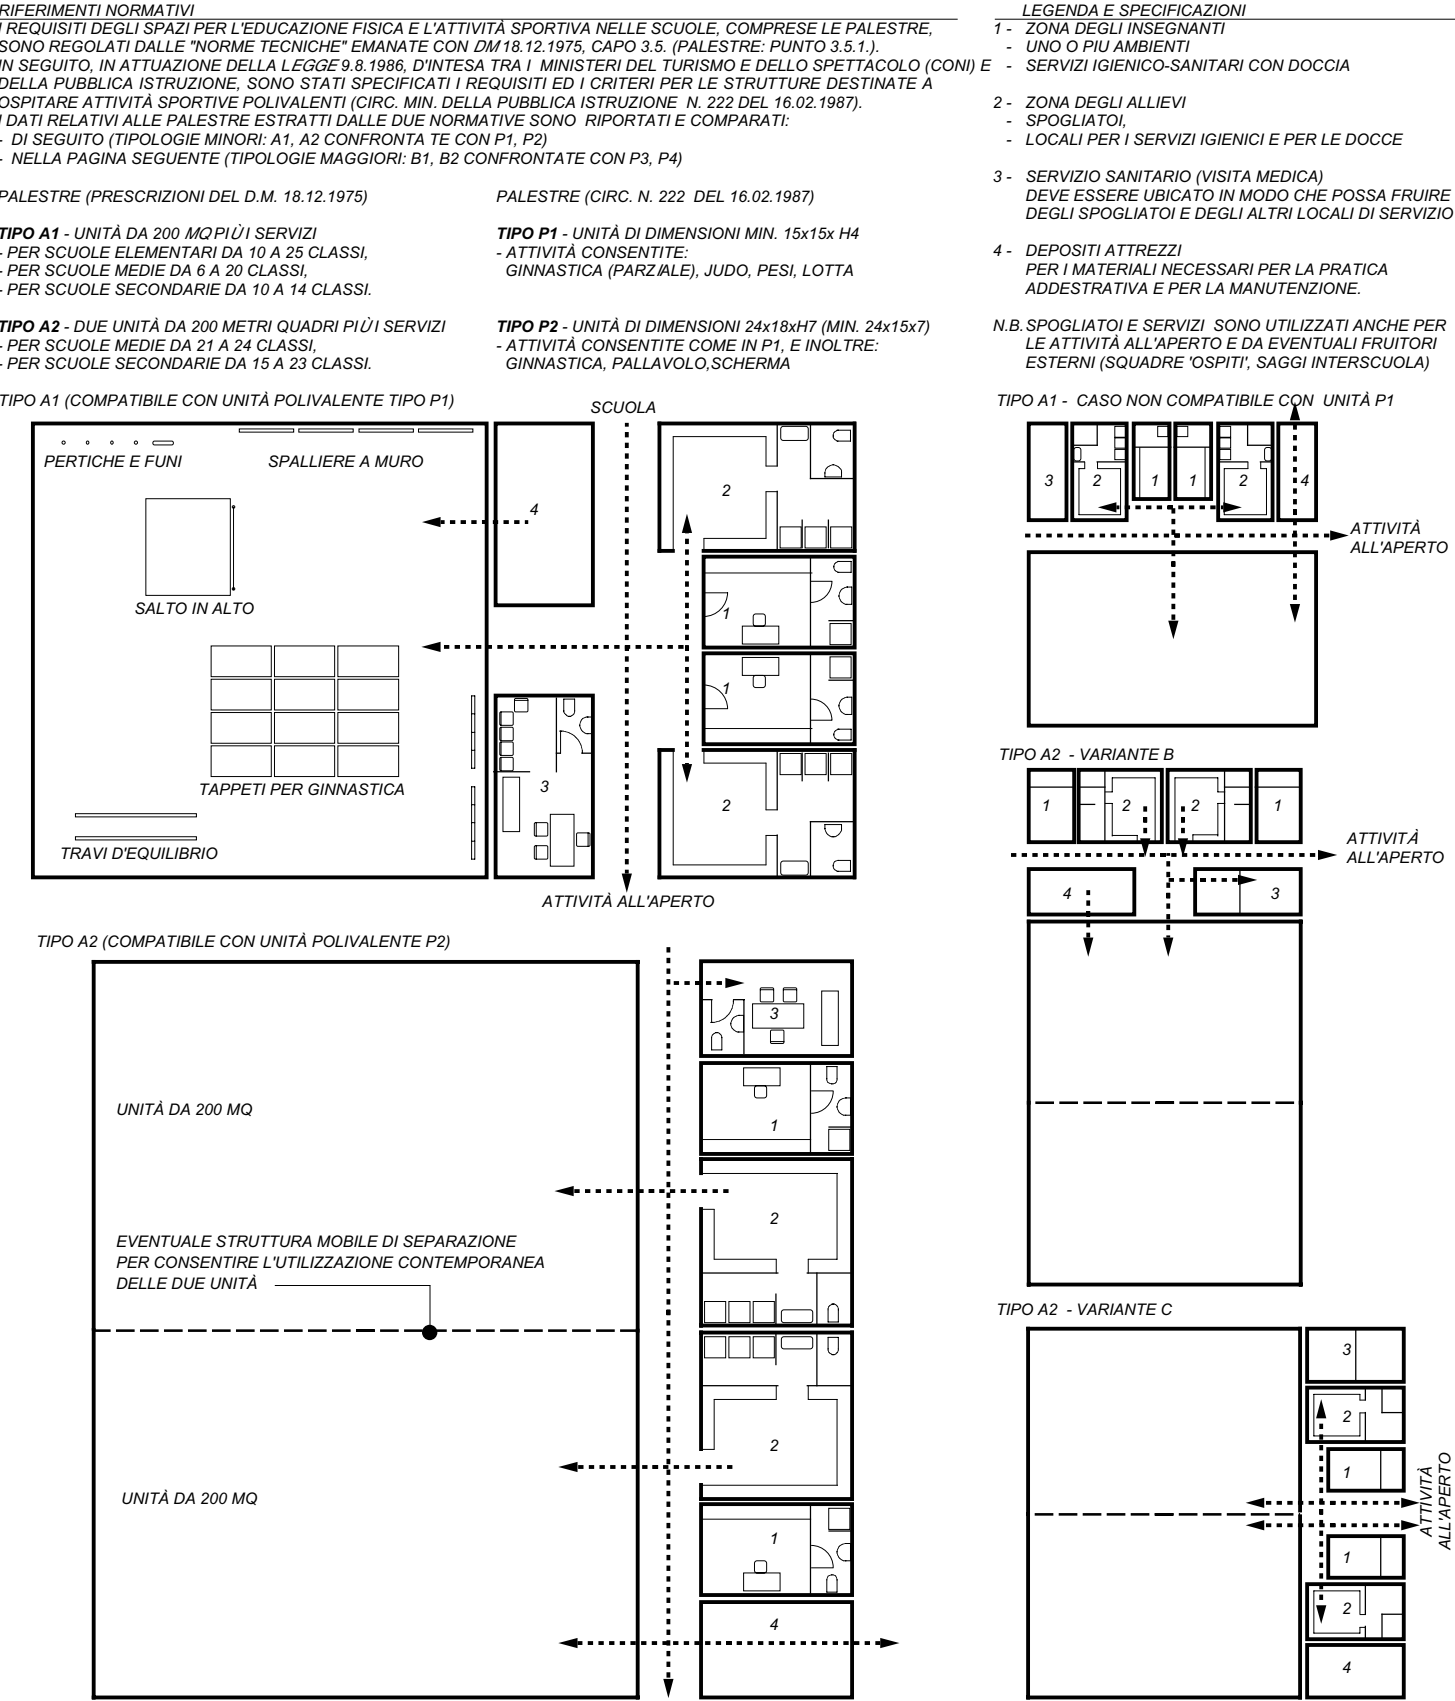 RIFERIMENTI NORMATIVI
I REQUISITI DEGLI SPAZI PER L'EDUCAZIONE FISICA E L'ATTIVITÀ SPORTIVA NELLE SCUOLE, COMPRESE LE PALESTRE,
SONO REGOLATI DALLE "NORME TECNICHE" EMANATE CON DM 18.12.1975, CAPO 3.5. (PALESTRE: PUNTO 3.5.1.).
IN SEGUITO, IN ATTUAZIONE DELLA LEGGE 9.8.1986, D'INTESA TRA I MINISTERI DEL TURISMO E DELLO SPETTACOLO (CONI) E
DELLA PUBBLICA ISTRUZIONE, SONO STATI SPECIFICATI I REQUISITI ED I CRITERI PER LE STRUTTURE DESTINATE A
OSPITARE ATTIVITÀ SPORTIVE POLIVALENTI (CIRC. MIN. DELLA PUBBLICA ISTRUZIONE N. 222 DEL 16.02.1987).
I DATI RELATIVI ALLE PALESTRE ESTRATTI DALLE DUE NORMATIVE SONO RIPORTATI E COMPARATI:
- DI SEGUITO (TIPOLOGIE MINORI: A1, A2 CONFRONTA TE CON P1, P2)
- NELLA PAGINA SEGUENTE (TIPOLOGIE MAGGIORI: B1, B2 CONFRONTATE CON P3, P4)
PALESTRE (PRESCRIZIONI DEL D.M. 18.12.1975)
TIPO A1 - UNITÀ DA 200 MQ PIÙ I SERVIZI
- PER SCUOLE ELEMENTARI DA 10 A 25 CLASSI,
- PER SCUOLE MEDIE DA 6 A 20 CLASSI,
- PER SCUOLE SECONDARIE DA 10 A 14 CLASSI.
TIPO A2 - DUE UNITÀ DA 200 METRI QUADRI PIÙ I SERVIZI
- PER SCUOLE MEDIE DA 21 A 24 CLASSI,
- PER SCUOLE SECONDARIE DA 15 A 23 CLASSI.
PALESTRE (CIRC. N. 222 DEL 16.02.1987)
TIPO P1 - UNITÀ DI DIMENSIONI MIN. 15x15x H4
- ATTIVITÀ CONSENTITE:
GINNASTICA (PARZIALE), JUDO, PESI, LOTTA
TIPO P2 - UNITÀ DI DIMENSIONI 24x18xH7 (MIN. 24x15x7)
- ATTIVITÀ CONSENTITE COME IN P1, E INOLTRE:
GINNASTICA, PALLAVOLO,SCHERMA
LEGENDA E SPECIFICAZIONI
1 - ZONA DEGLI INSEGNANTI
- UNO O PIU AMBIENTI
- SERVIZI IGIENICO-SANITARI CON DOCCIA
2 - ZONA DEGLI ALLIEVI
- SPOGLIATOI,
- LOCALI PER I SERVIZI IGIENICI E PER LE DOCCE
3 - SERVIZIO SANITARIO (VISITA MEDICA)
DEVE ESSERE UBICATO IN MODO CHE POSSA FRUIRE
DEGLI SPOGLIATOI E DEGLI ALTRI LOCALI DI SERVIZIO
4 - DEPOSITI ATTREZZI
PER I MATERIALI NECESSARI PER LA PRATICA
ADDESTRATIVA E PER LA MANUTENZIONE.
N.B. SPOGLIATOI E SERVIZI SONO UTILIZZATI ANCHE PER
LE ATTIVITÀ ALL'APERTO E DA EVENTUALI FRUITORI
ESTERNI (SQUADRE 'OSPITI', SAGGI INTERSCUOLA)
TIPO A1 (COMPATIBILE CON UNITÀ POLIVALENTE TIPO P1)
SCUOLA
PERTICHE E FUNI
SPALLIERE A MURO
2
4
SALTO IN ALTO
1
1
TAPPETI PER GINNASTICA
3
2
TRAVI D'EQUILIBRIO
ATTIVITÀ ALL'APERTO
TIPO A2 (COMPATIBILE CON UNITÀ POLIVALENTE P2)
3
UNITÀ DA 200 MQ
1
2
EVENTUALE STRUTTURA MOBILE DI SEPARAZIONE
PER CONSENTIRE L'UTILIZZAZIONE CONTEMPORANEA
DELLE DUE UNITÀ
2
UNITÀ DA 200 MQ
1
4
TIPO A1 - CASO NON COMPATIBILE CON UNITÀ P1
3 2 1 1 2 4
ATTIVITÀ
ALL'APERTO
TIPO A2 - VARIANTE B
1 2 2 1
ATTIVITÀ
ALL'APERTO
4 3
TIPO A2 - VARIANTE C
3
2
1
ATTIVITÀ
ALL'APERTO
1
2
4